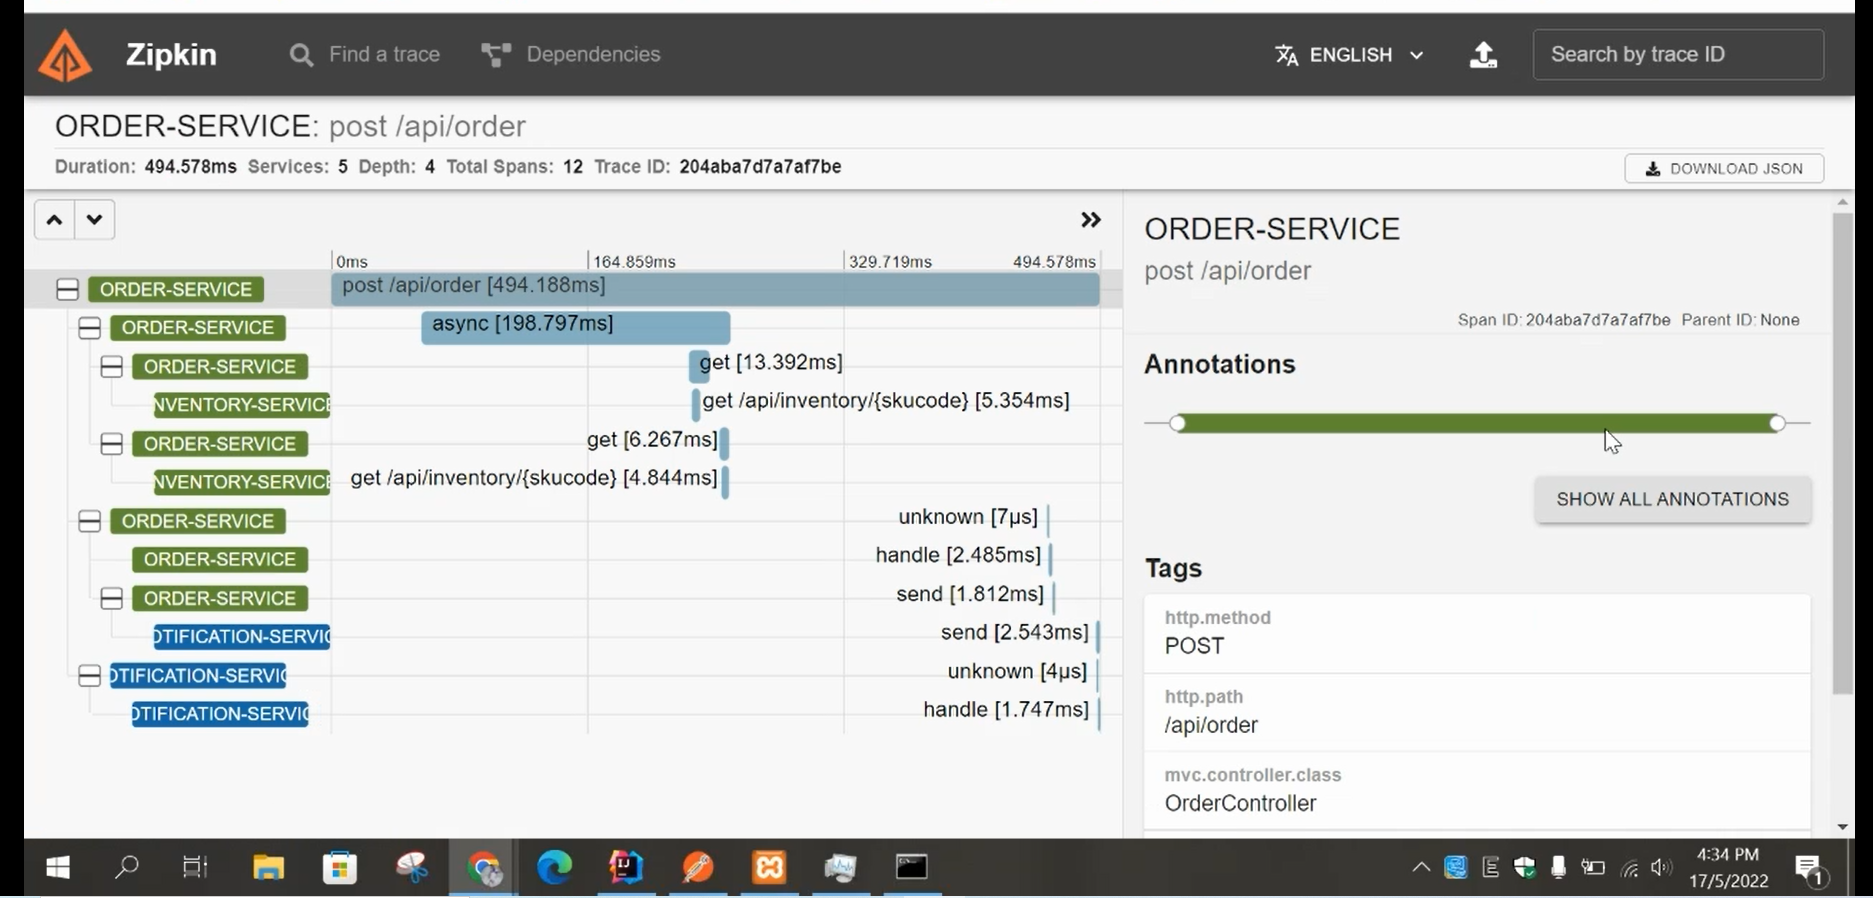 Zipkin
Find a trace
Dependencies
ENGLISH
Search by trace ID
ORDER-SERVICE: post /api/order
Duration: 494.578ms Services: 5 Depth: 4 Total Spans: 12 Trace ID: 204aba7d7a7af7be
DOWNLOAD JSON
0ms 164.859ms 329.719ms 494.578ms
ORDER-SERVICE post /api/order [494.188ms]
ORDER-SERVICE async [198.797ms]
ORDER-SERVICE get [13.392ms]
NVENTORY-SERVICE get /api/inventory/{skucode} [5.354ms]
ORDER-SERVICE get [6.267ms]
NVENTORY-SERVICE get /api/inventory/{skucode} [4.844ms]
ORDER-SERVICE unknown [7μs]
ORDER-SERVICE handle [2.485ms]
ORDER-SERVICE send [1.812ms]
OTIFICATION-SERVIC send [2.543ms]
OTIFICATION-SERVIC unknown [4μs]
OTIFICATION-SERVIC handle [1.747ms]
ORDER-SERVICE
post /api/order
Span ID: 204aba7d7a7af7be Parent ID: None
Annotations
SHOW ALL ANNOTATIONS
Tags
http.method
POST
http.path
/api/order
mvc.controller.class
OrderController
4:34 PM
17/5/2022
1